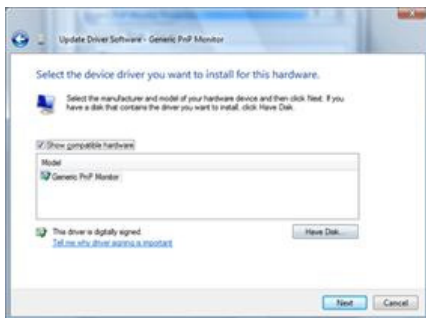 Update Driver Software - Generic PnP Monitor
Select the device driver you want to install for this hardware.
Select the manufacturer and model of your hardware device and then click Next. If you
have a disk that contains the driver you want to install, click Have Disk.
Show compatible hardware
Model
Generic PnP Monitor
This driver is digitally signed.
Have Disk...
Tell me why driver signing is important
Next
Cancel